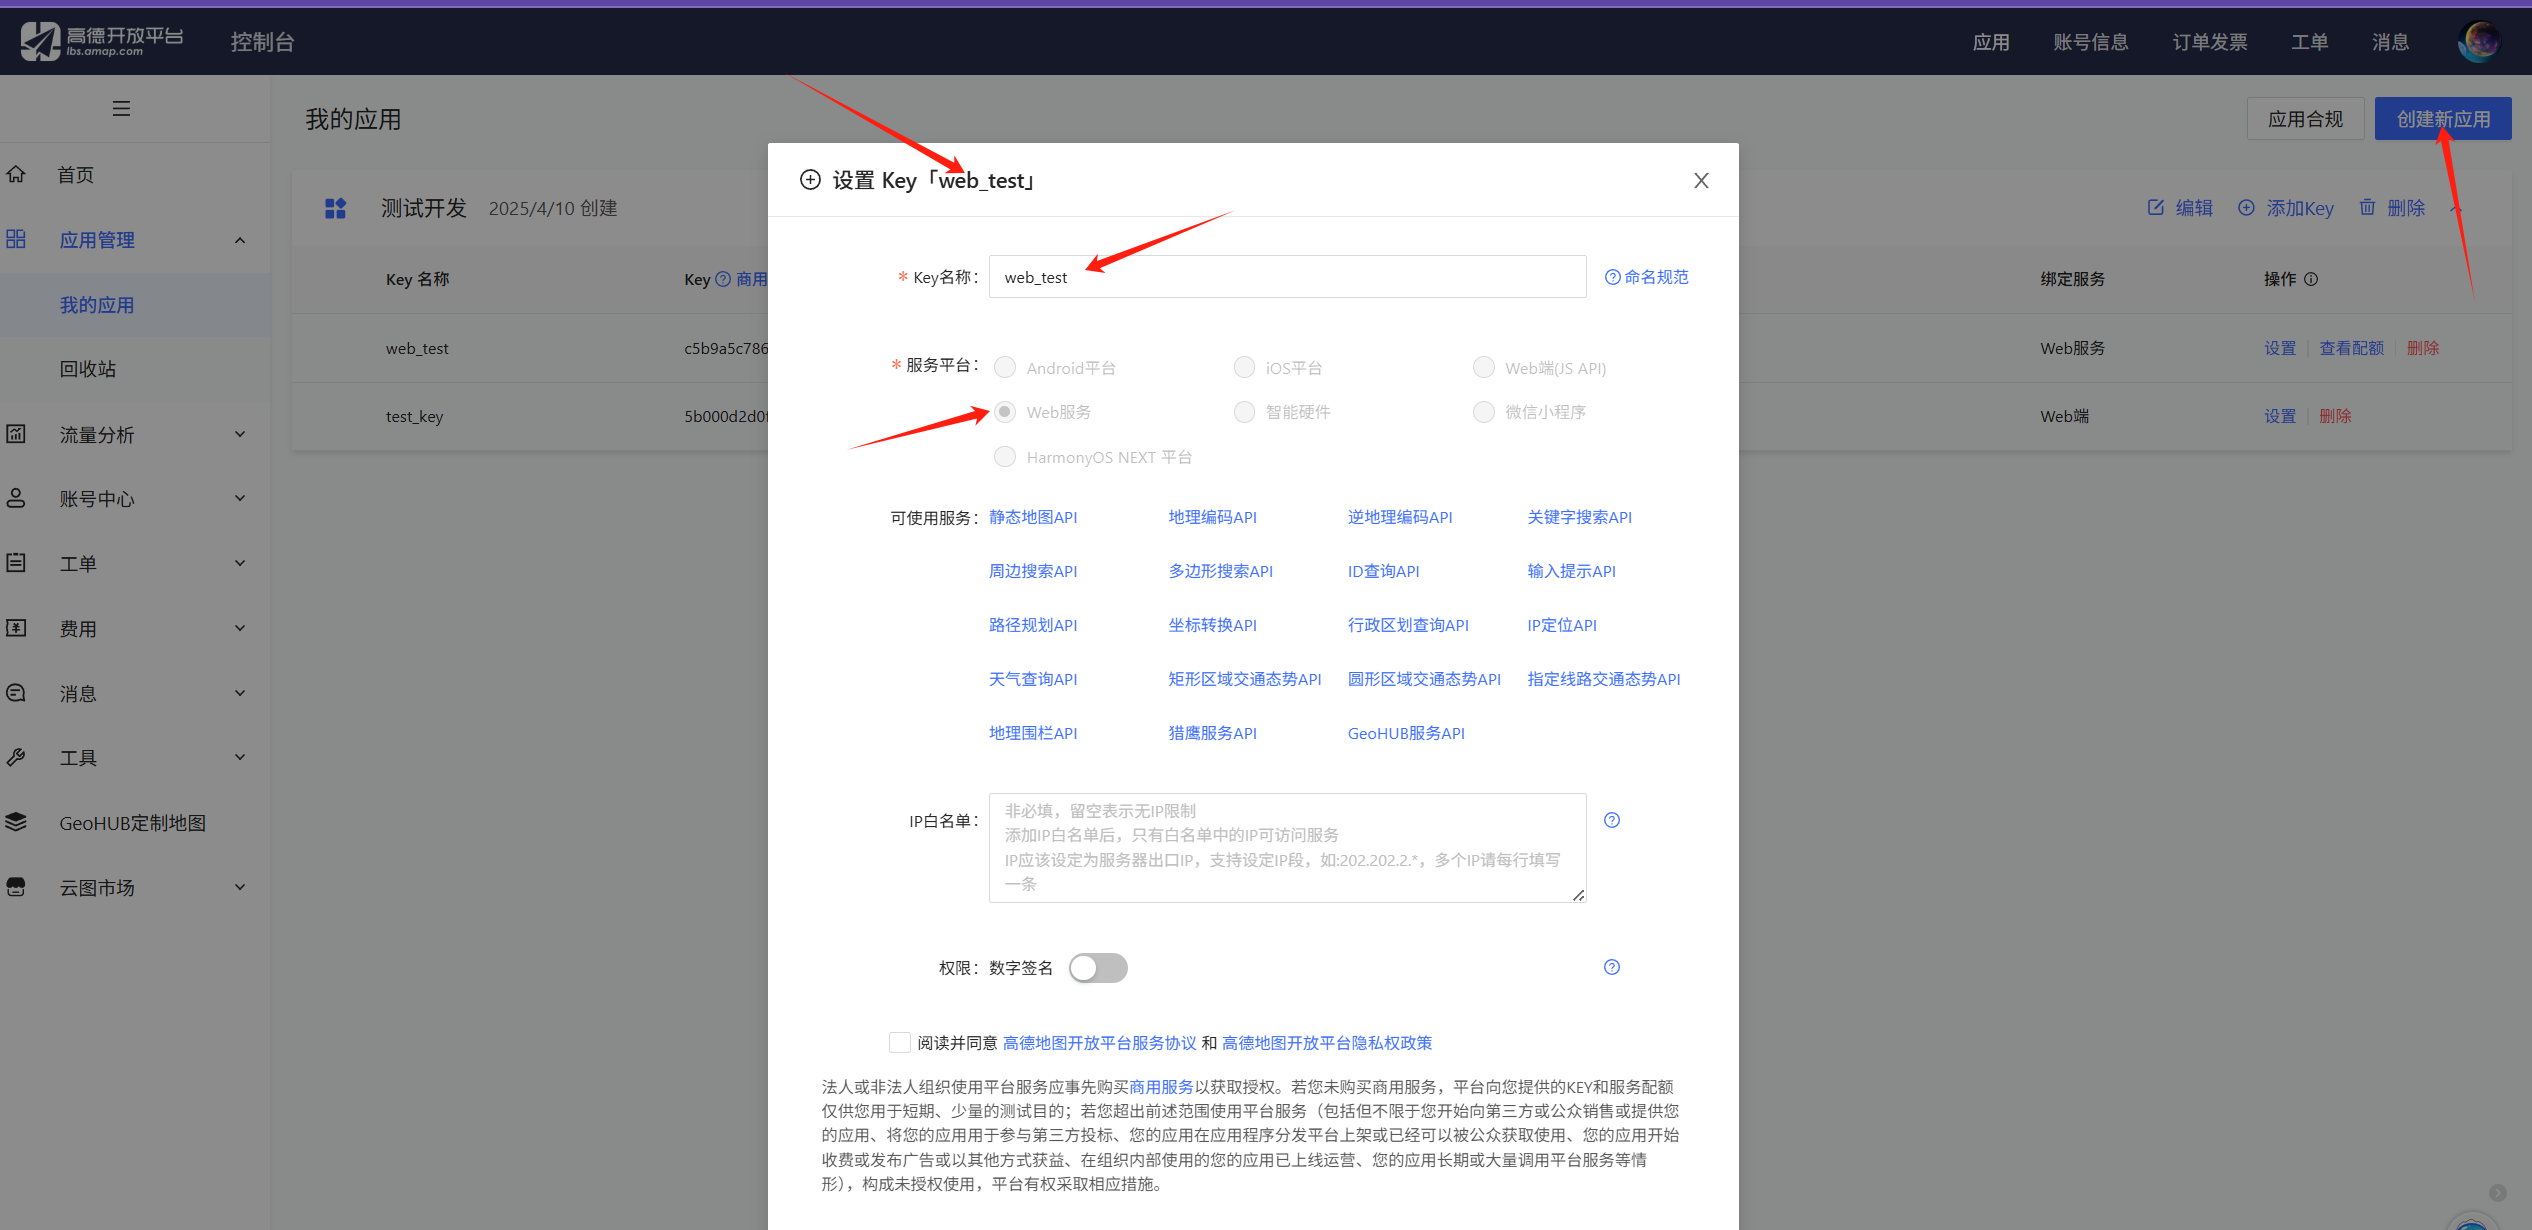 高德开放平台
lbs.amap.com
控制台
应用
账号信息
订单发票
工单
消息
我的应用
应用合规
创建新应用
首页
应用管理
我的应用
回收站
流量分析
账号中心
工单
费用
消息
工具
GeoHUB定制地图
云图市场
测试开发 2025/4/10 创建
编辑 添加Key 删除
Key 名称 Key 商用 绑定服务 操作
web_test c5b9a5c786 Web服务 设置 查看配额 删除
test_key 5b000d2d0 Web端 设置 删除
设置 Key「web_test」
* Key名称： web_test 命名规范
* 服务平台： Android平台 iOS平台 Web端(JS API)
Web服务 智能硬件 微信小程序
HarmonyOS NEXT 平台
可使用服务： 静态地图API 地理编码API 逆地理编码API 关键字搜索API
周边搜索API 多边形搜索API ID查询API 输入提示API
路径规划API 坐标转换API 行政区划查询API IP定位API
天气查询API 矩形区域交通态势API 圆形区域交通态势API 指定线路交通态势API
地理围栏API 猎鹰服务API GeoHUB服务API
IP白名单： 非必填，留空表示无IP限制
添加IP白名单后，只有白名单中的IP可访问服务
IP应该设定为服务器出口IP，支持设定IP段，如:202.202.2.*，多个IP请每行填写
一条
权限： 数字签名
阅读并同意 高德地图开放平台服务协议 和 高德地图开放平台隐私权政策
法人或非法人组织使用平台服务应事先购买商用服务以获取授权。若您未购买商用服务，平台向您提供的KEY和服务配额
仅供您用于短期、少量的测试目的；若您超出前述范围使用平台服务（包括但不限于您开始向第三方或公众销售或提供您
的应用、将您的应用用于参与第三方投标、您的应用在应用程序分发平台上架或已经可以被公众获取使用、您的应用开始
收费或发布广告或以其他方式获益、在组织内部使用的您的应用已上线运营、您的应用长期或大量调用平台服务等情
形），构成未授权使用，平台有权采取相应措施。